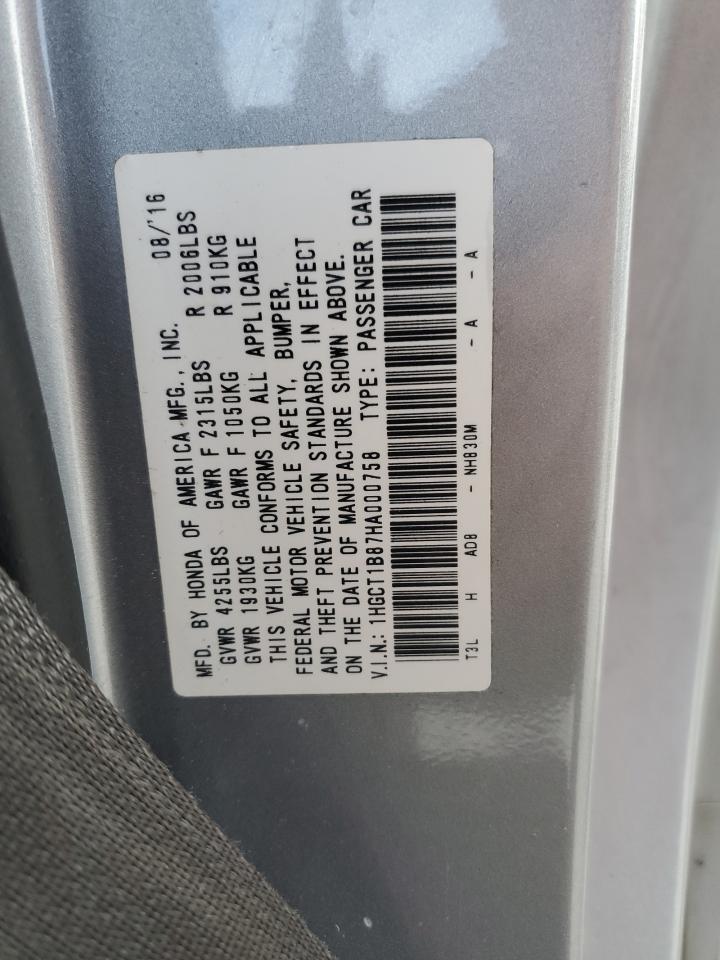 MFD. BY HONDA OF AMERICA MFG., INC. 08/'16
GVWR 4255LBS GAWR F 2315LBS R 2006LBS
GVWR 1930KG GAWR F 1050KG R 910KG
THIS VEHICLE CONFORMS TO ALL APPLICABLE
FEDERAL MOTOR VEHICLE SAFETY, BUMPER,
AND THEFT PREVENTION STANDARDS IN EFFECT
ON THE DATE OF MANUFACTURE SHOWN ABOVE.
V.I.N.: 1HGCT1B87HA000758 TYPE: PASSENGER CAR
T3L H AD8 - NH830M - A - A